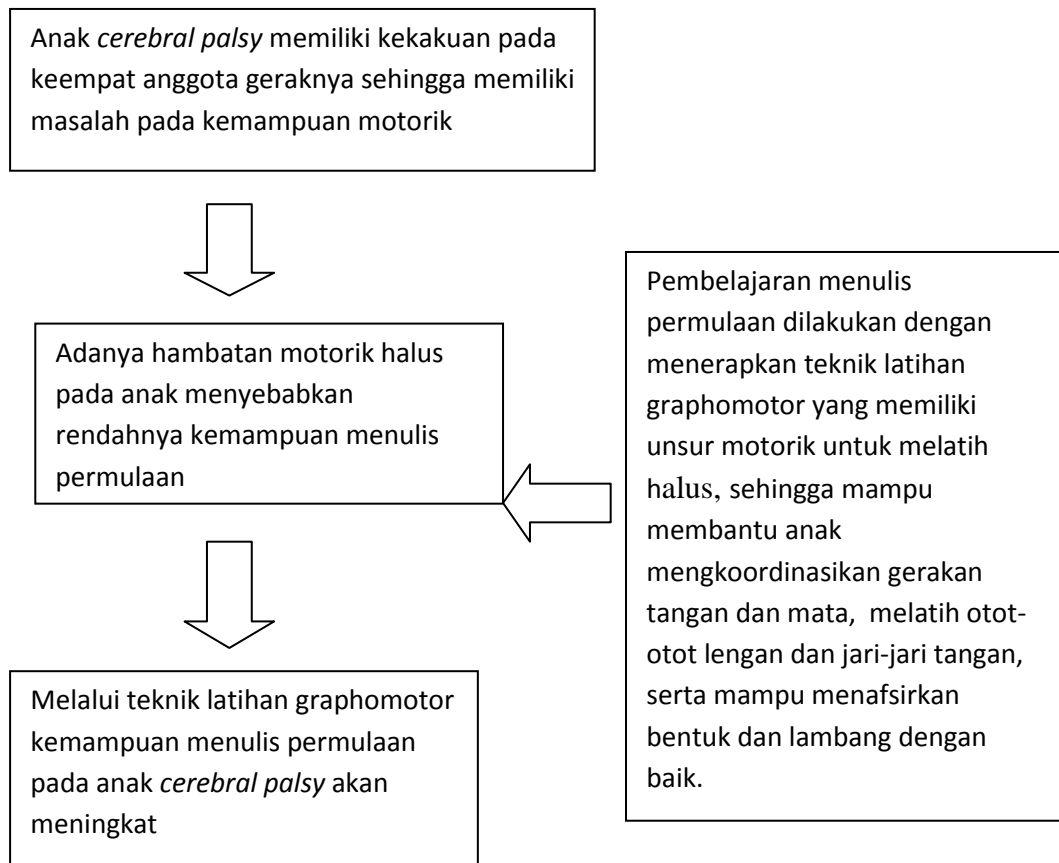 Anak cerebral palsy memiliki kekakuan pada
keempat anggota geraknya sehingga memiliki
masalah pada kemampuan motorik
Adanya hambatan motorik halus
pada anak menyebabkan
rendahnya kemampuan menulis
permulaan
Pembelajaran menulis
permulaan dilakukan dengan
menerapkan teknik latihan
graphomotor yang memiliki
unsur motorik untuk melatih
halus, sehingga mampu
membantu anak
mengkoordinasikan gerakan
tangan dan mata, melatih otot-
otot lengan dan jari-jari tangan,
serta mampu menafsirkan
bentuk dan lambang dengan
baik.
Melalui teknik latihan graphomotor
kemampuan menulis permulaan
pada anak cerebral palsy akan
meningkat